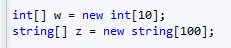 int[] w = new int[10];
string[] z = new string[100];